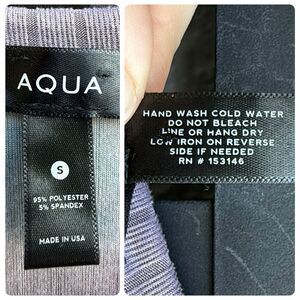 AQUA
S
95% POLYESTER
5% SPANDEX
MADE IN USA
HAND WASH COLD WATER
DO NOT BLEACH
LINE OR HANG DRY
LOW IRON ON REVERSE
SIDE IF NEEDED
RN # 153146